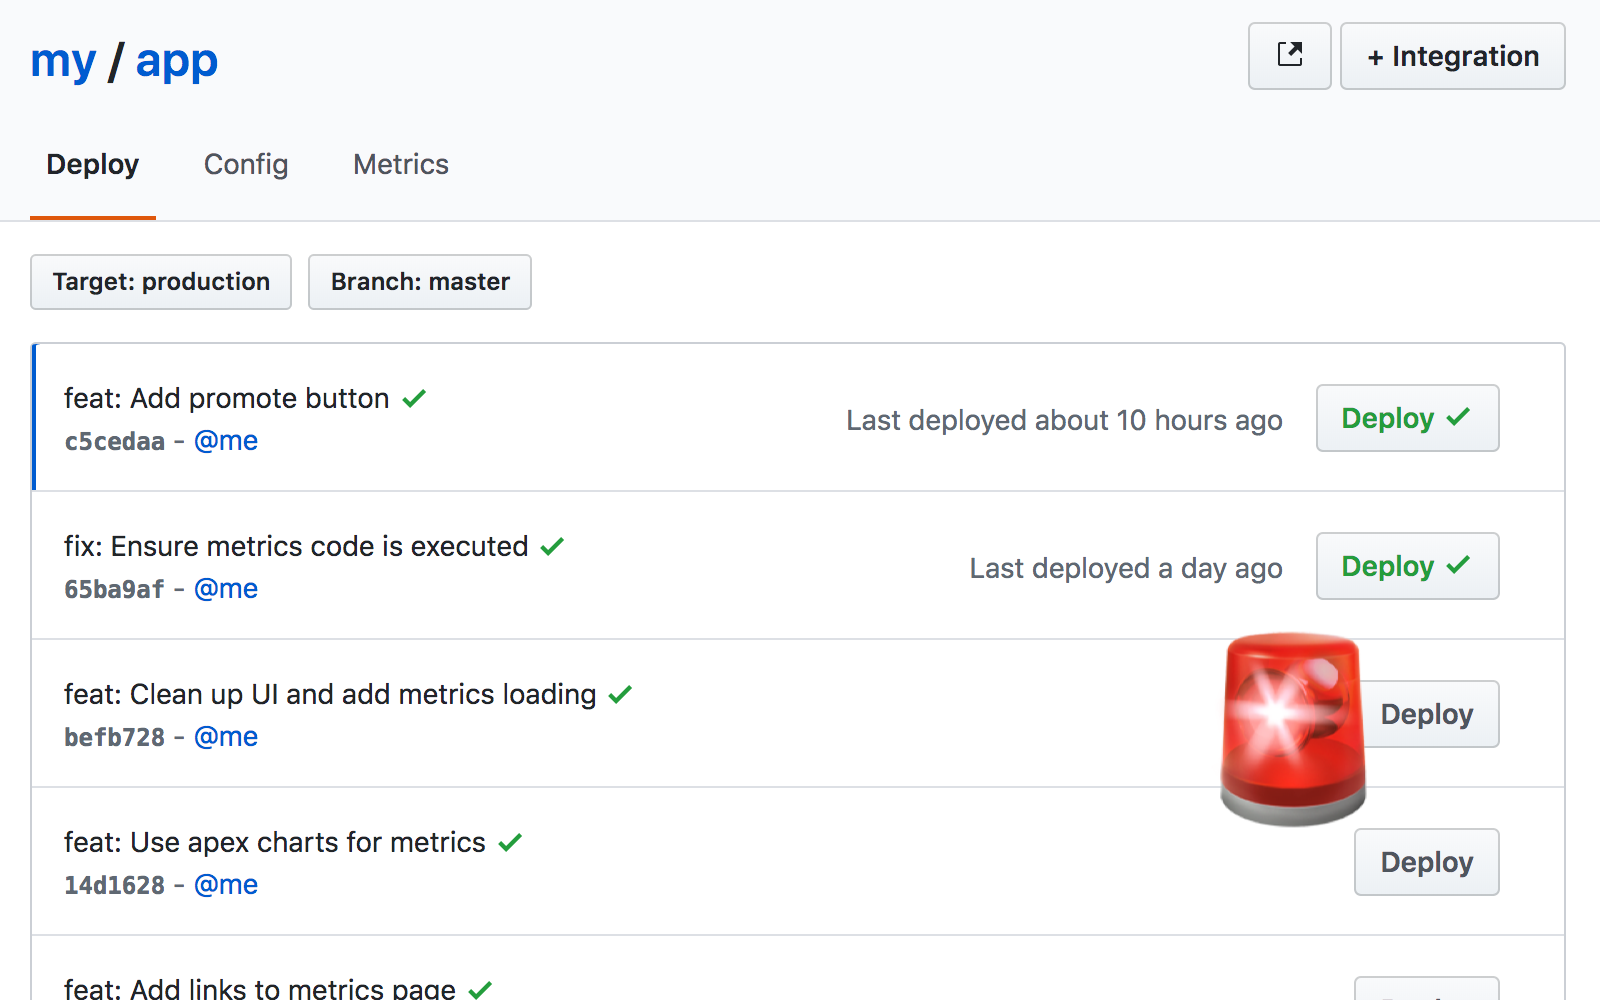 my / app
+ Integration
Deploy
Config
Metrics
Target: production
Branch: master
feat: Add promote button
c5cedaa – @me
Last deployed about 10 hours ago
Deploy
fix: Ensure metrics code is executed
65ba9af – @me
Last deployed a day ago
Deploy
feat: Clean up UI and add metrics loading
befb728 – @me
Deploy
feat: Use apex charts for metrics
14d1628 – @me
Deploy
feat: Add links to metrics page